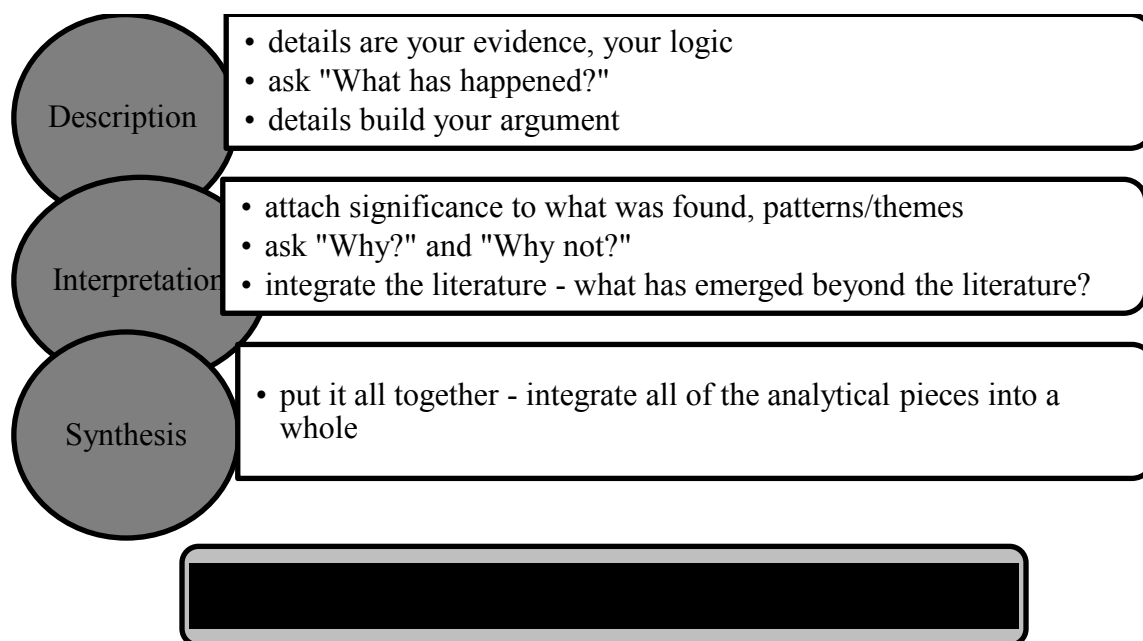 Description
• details are your evidence, your logic
• ask "What has happened?"
• details build your argument
Interpretation
• attach significance to what was found, patterns/themes
• ask "Why?" and "Why not?"
• integrate the literature - what has emerged beyond the literature?
Synthesis
• put it all together - integrate all of the analytical pieces into a
whole